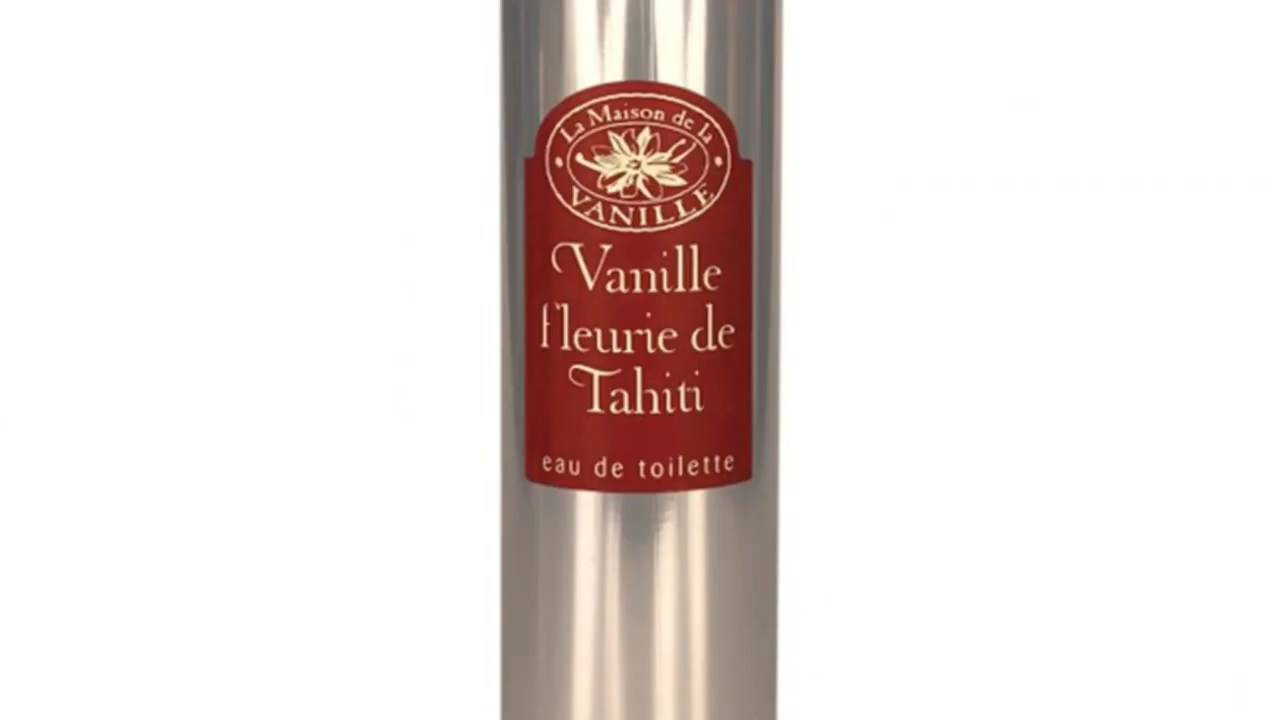 La Maison de la
VANILLE
Vanille
fleurie de
Tahiti
eau de toilette